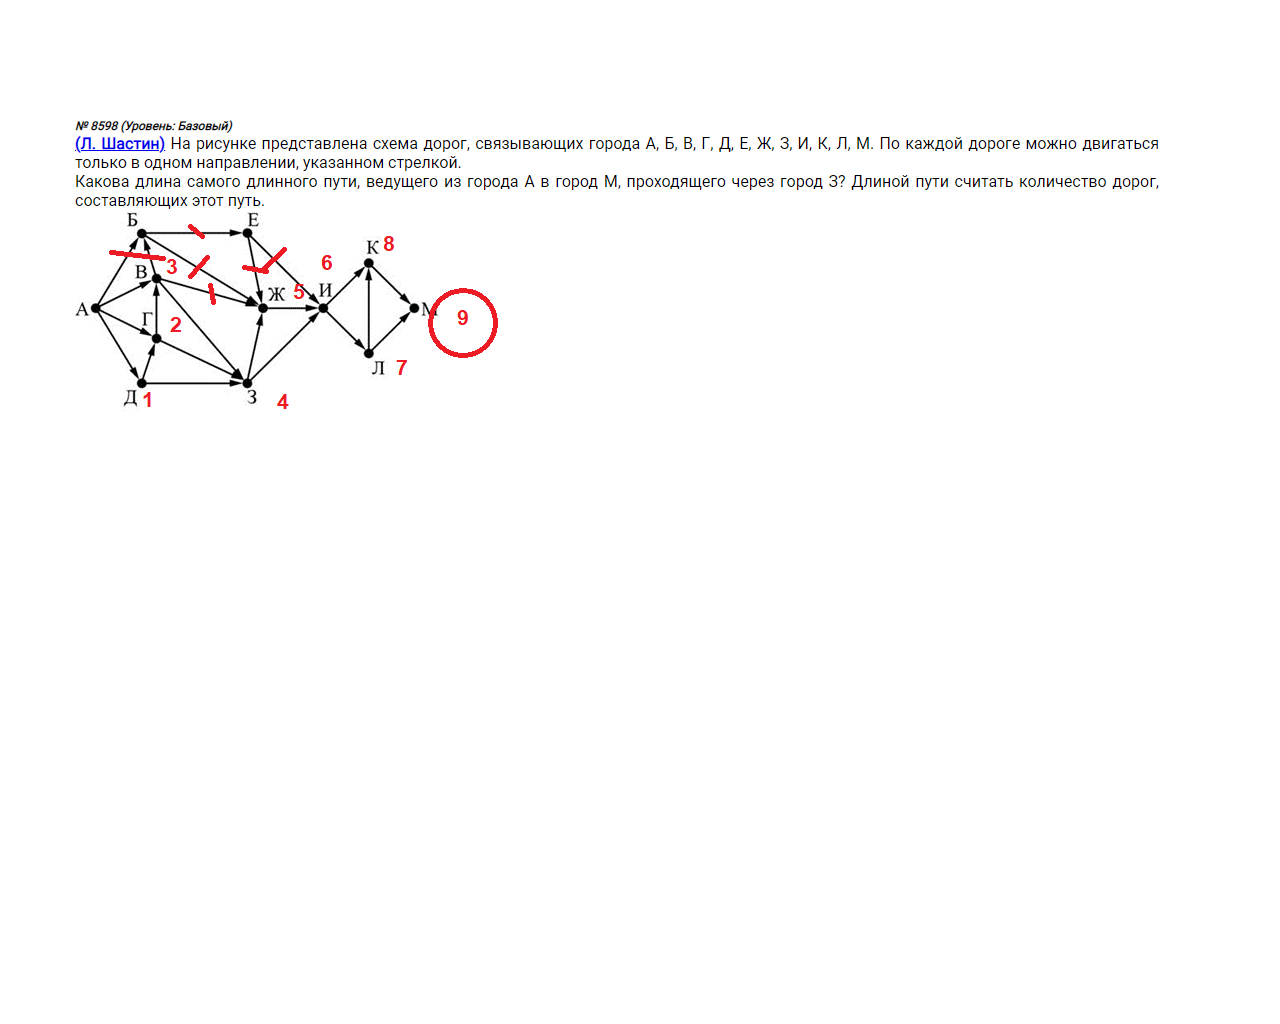 № 8598 (Уровень: Базовый)
(Л. Шастин) На рисунке представлена схема дорог, связывающих города А, Б, В, Г, Д, Е, Ж, З, И, К, Л, М. По каждой дороге можно двигаться
только в одном направлении, указанном стрелкой.
Какова длина самого длинного пути, ведущего из города А в город М, проходящего через город З? Длиной пути считать количество дорог,
составляющих этот путь.
Б
Е
К 8
В 3
6
Ж 5 И
А
Г 2
М 9
Л 7
Д 1
З 4